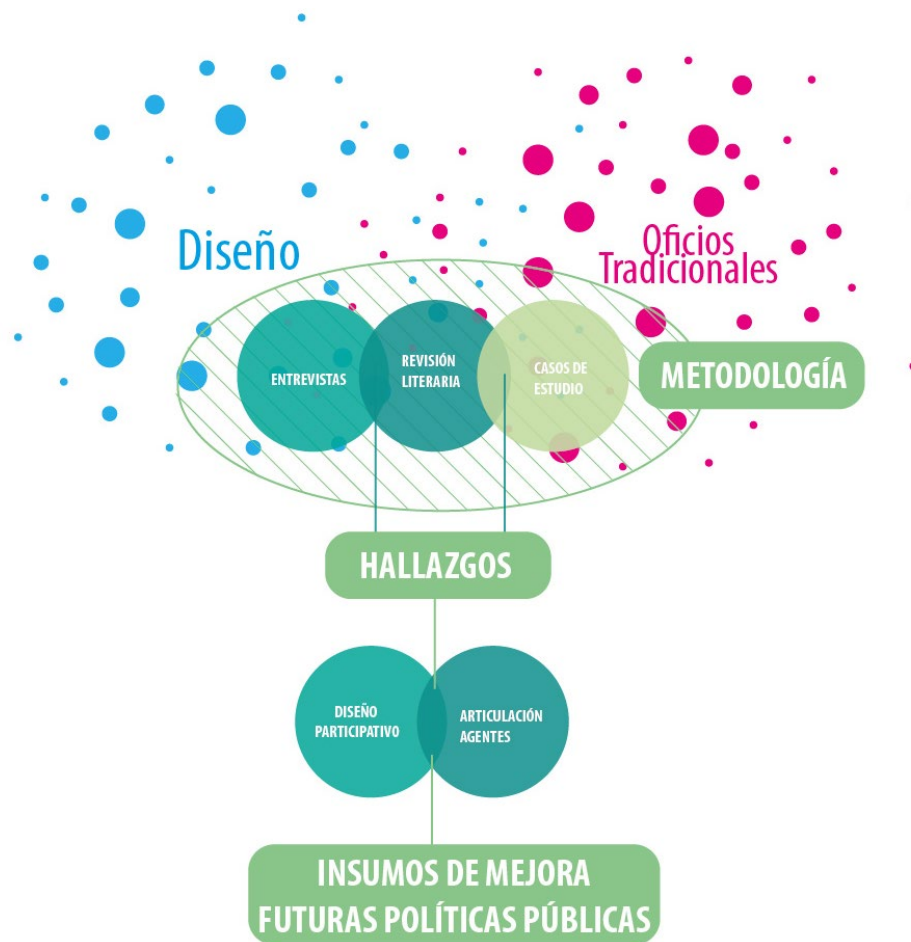 Diseño
Oficios
Tradicionales
ENTREVISTAS
REVISIÓN
LITERARIA
CASOS DE
ESTUDIO
METODOLOGÍA
HALLAZGOS
DISEÑO
PARTICIPATIVO
ARTICULACIÓN
AGENTES
INSUMOS DE MEJORA
FUTURAS POLÍTICAS PÚBLICAS